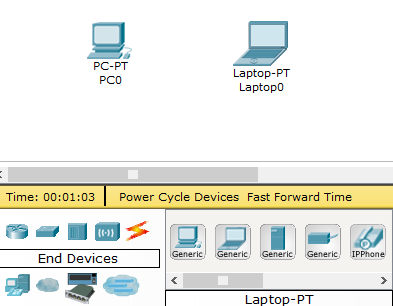 PC-PT
PC0
Laptop-PT
Laptop0
Time: 00:01:03 Power Cycle Devices Fast Forward Time
End Devices
Generic Generic Generic Generic IPPhone
Laptop-PT